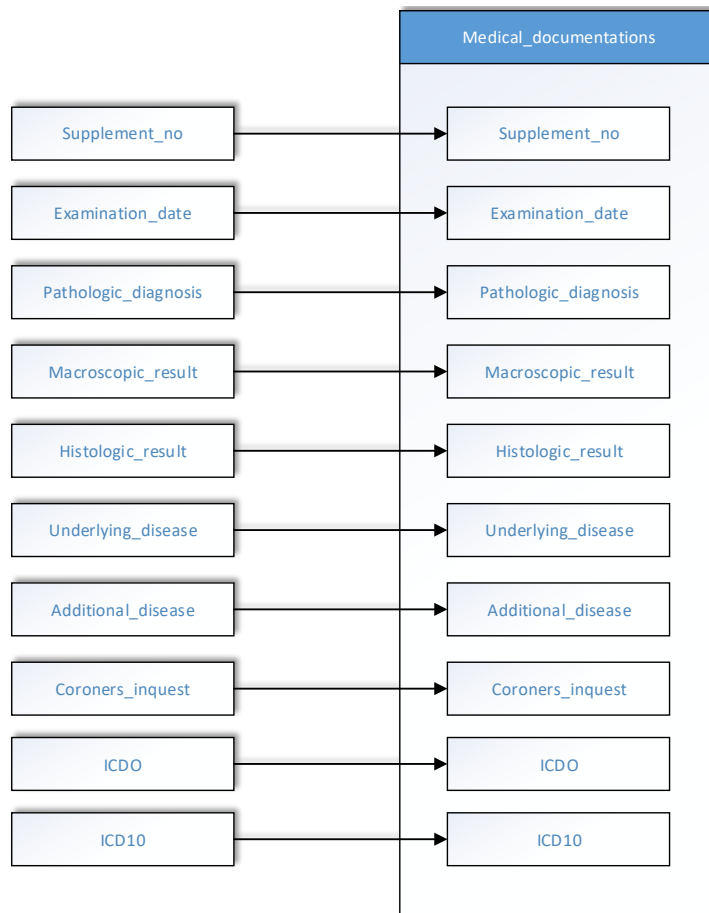 Medical_documentations
Supplement_no
Supplement_no
Examination_date
Examination_date
Pathologic_diagnosis
Pathologic_diagnosis
Macroscopic_result
Macroscopic_result
Histologic_result
Histologic_result
Underlying_disease
Underlying_disease
Additional_disease
Additional_disease
Coroners_inquest
Coroners_inquest
ICDO
ICDO
ICD10
ICD10